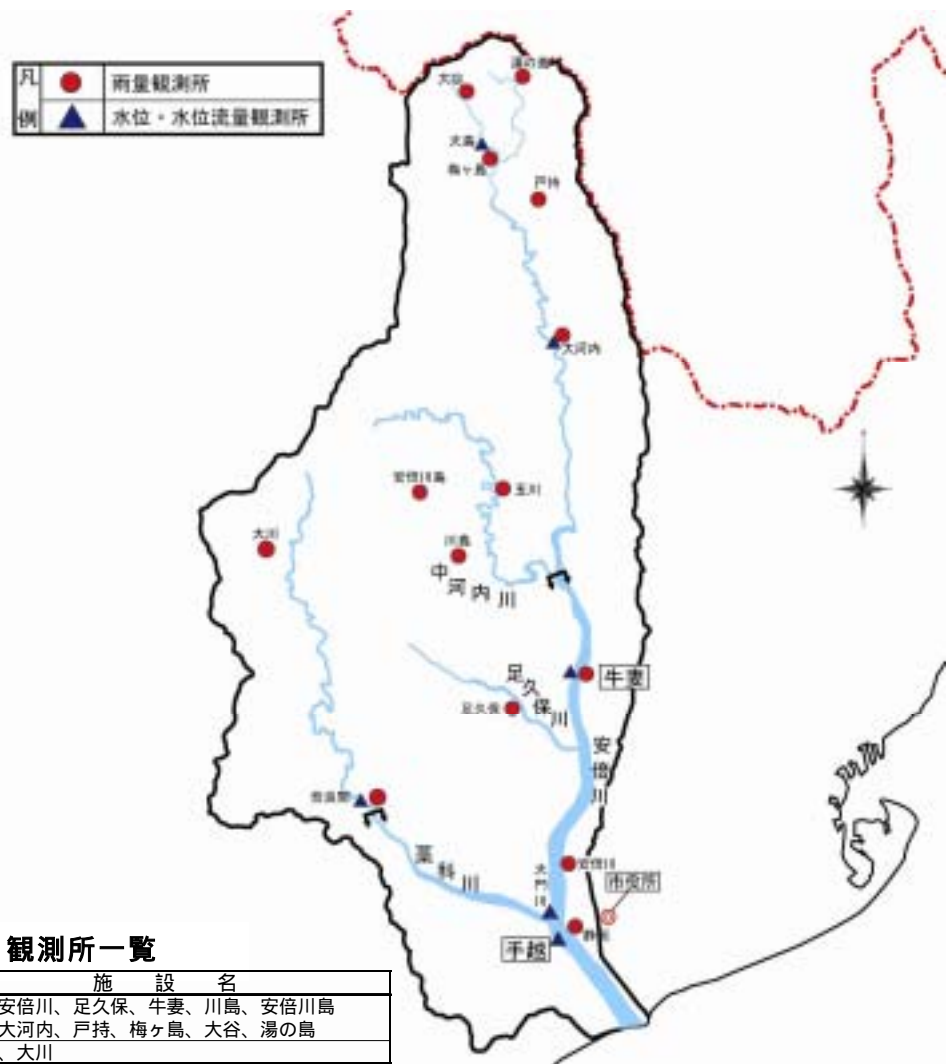 凡例
雨量観測所
水位・水位流量観測所
湯の島
大谷
大島
梅ヶ島
戸持
大河内
安倍川島
玉川
大川
川島
中河内川
牛妻
足久保川
足久保
安倍川
藁科川
大門川
安倍川
市役所
手越
観測所一覧
施設名
安倍川、足久保、牛妻、川島、安倍川島
大河内、戸持、梅ヶ島、大谷、湯の島
、大川